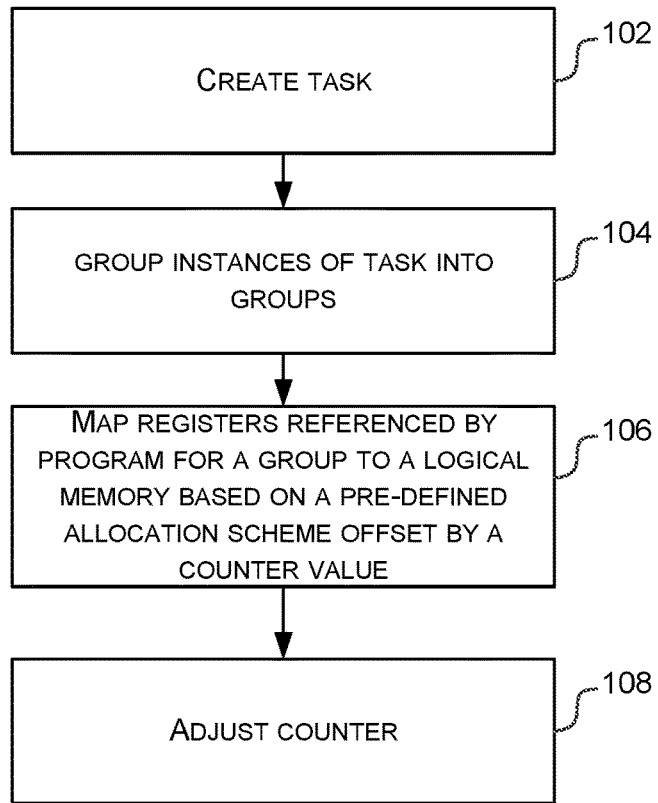 CREATE TASK
102
GROUP INSTANCES OF TASK INTO
GROUPS
104
MAP REGISTERS REFERENCED BY
PROGRAM FOR A GROUP TO A LOGICAL
MEMORY BASED ON A PRE-DEFINED
ALLOCATION SCHEME OFFSET BY A
COUNTER VALUE
106
ADJUST COUNTER
108